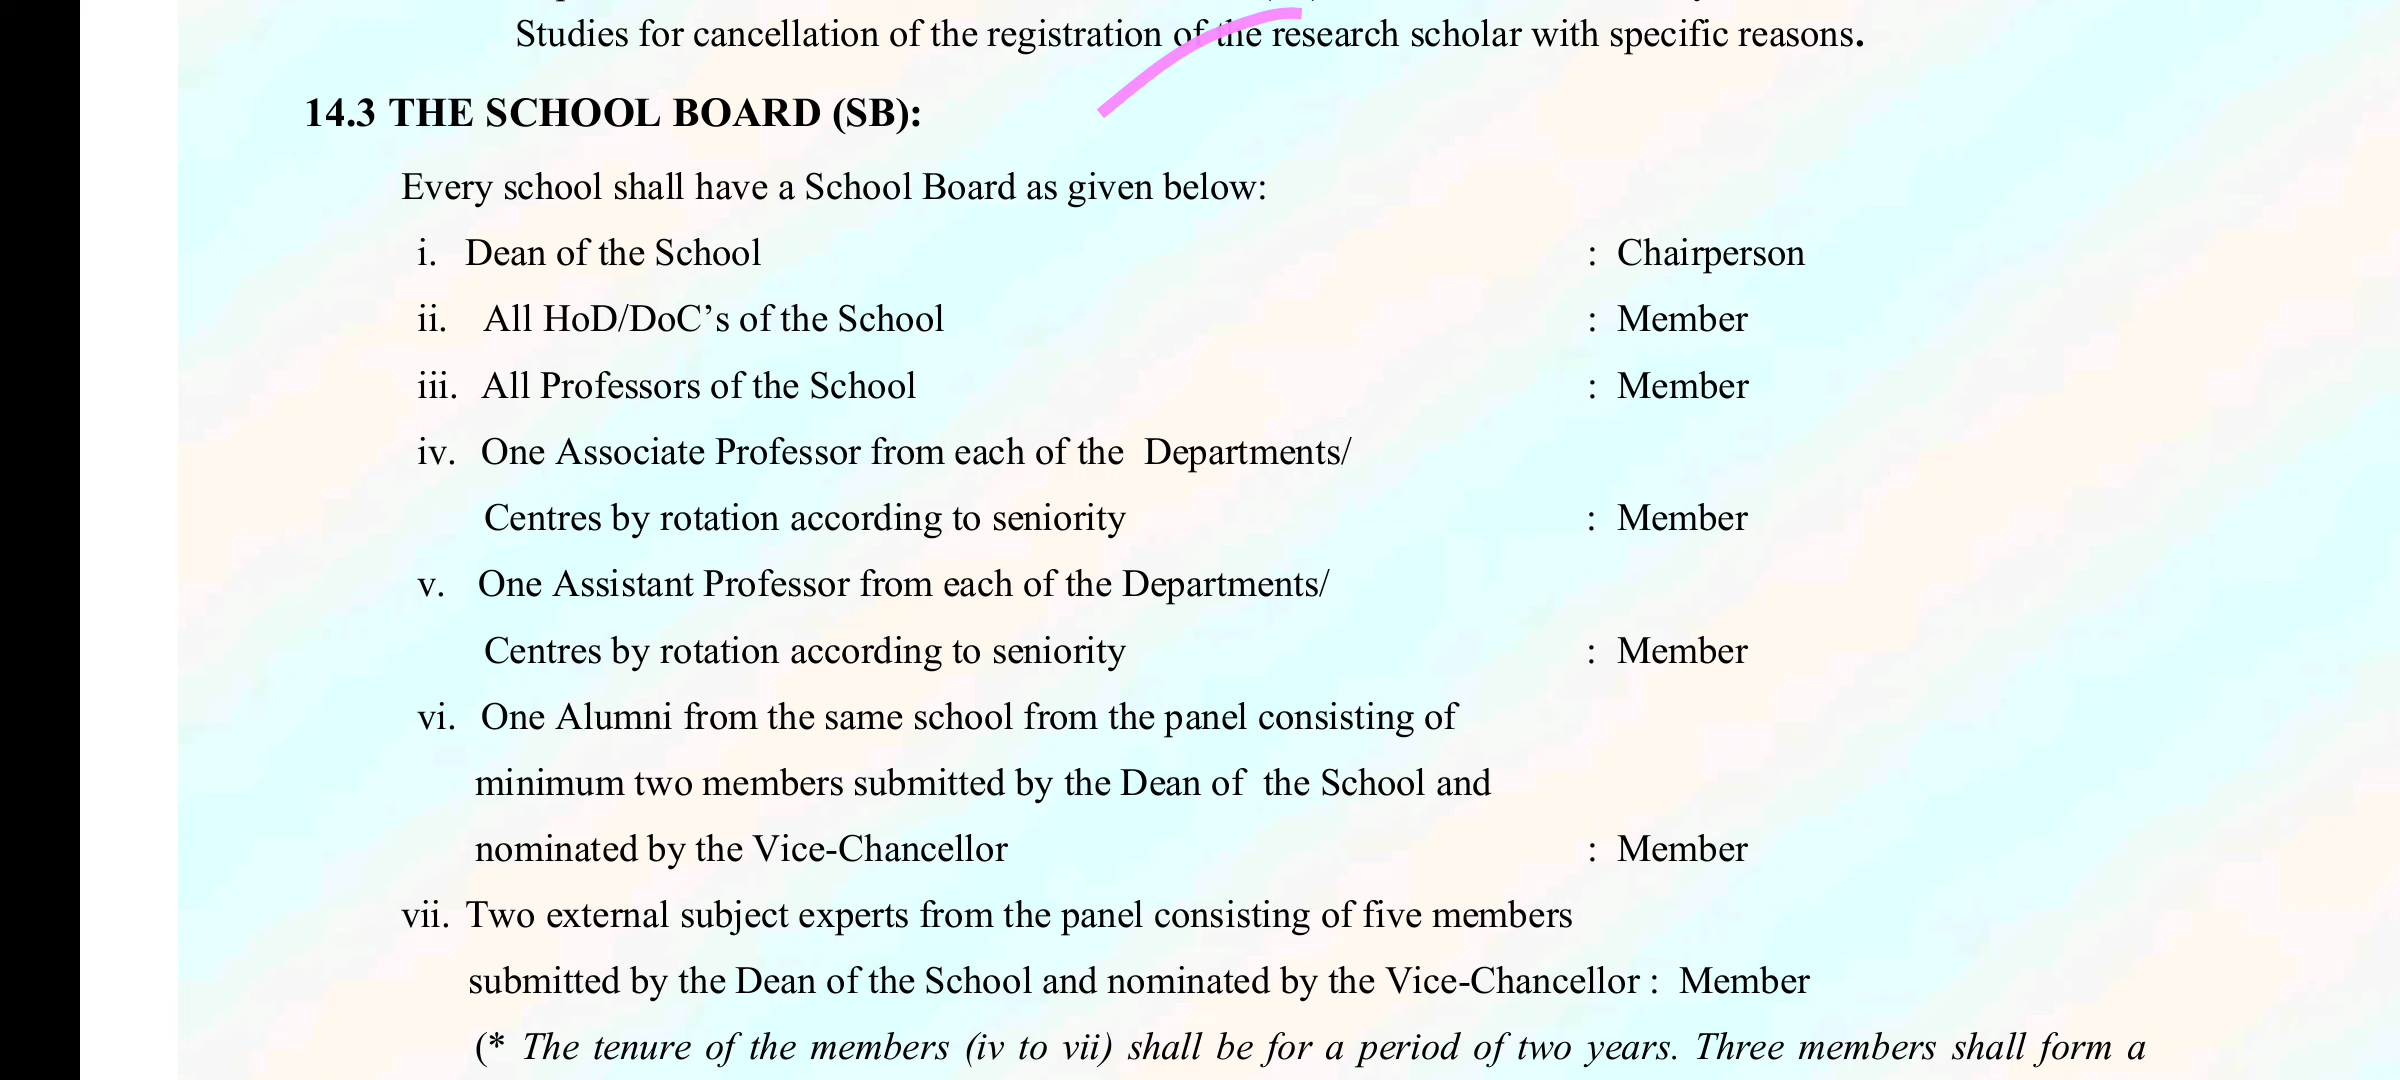 Studies for cancellation of the registration of the research scholar with specific reasons.
14.3 THE SCHOOL BOARD (SB):
Every school shall have a School Board as given below:
i. Dean of the School : Chairperson
ii. All HoD/DoC’s of the School : Member
iii. All Professors of the School : Member
iv. One Associate Professor from each of the Departments/
Centres by rotation according to seniority : Member
v. One Assistant Professor from each of the Departments/
Centres by rotation according to seniority : Member
vi. One Alumni from the same school from the panel consisting of
minimum two members submitted by the Dean of the School and
nominated by the Vice-Chancellor : Member
vii. Two external subject experts from the panel consisting of five members
submitted by the Dean of the School and nominated by the Vice-Chancellor : Member
(* The tenure of the members (iv to vii) shall be for a period of two years. Three members shall form a